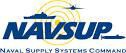 NAVSUP
NAVAL SUPPLY SYSTEMS COMMAND